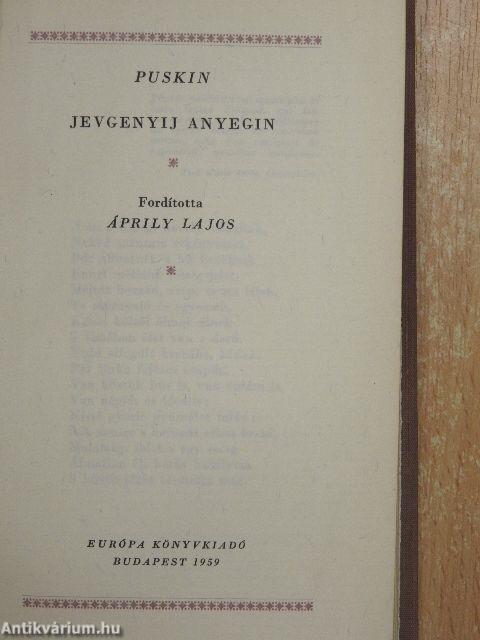 PUSKIN
JEVGENYIJ ANYEGIN
Fordította
ÁPRILY LAJOS
EURÓPA KÖNYVKIADÓ
BUDAPEST 1959
Antikvárium.hu